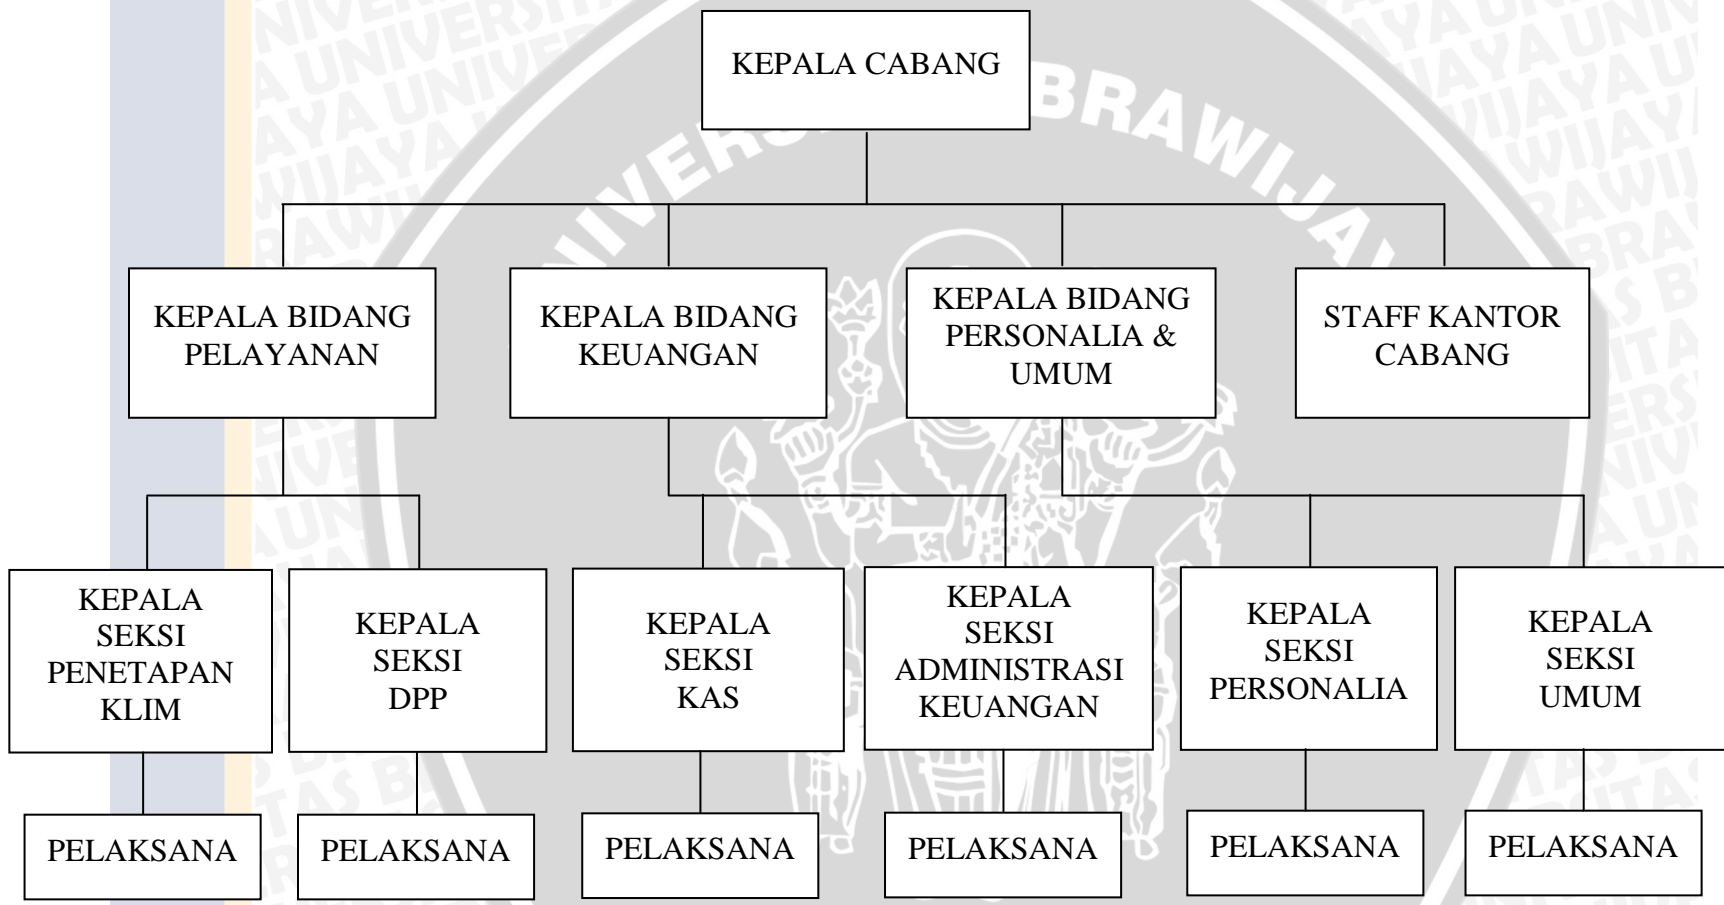 KEPALA CABANG
UNIVERSITAS BRAWIJAYA
KEPALA BIDANG
PELAYANAN
KEPALA BIDANG
KEUANGAN
KEPALA BIDANG
PERSONALIA &
UMUM
STAFF KANTOR
CABANG
KEPALA
SEKSI
PENETAPAN
KLIM
KEPALA
SEKSI
DPP
KEPALA
SEKSI
KAS
KEPALA
SEKSI
ADMINISTRASI
KEUANGAN
KEPALA
SEKSI
PERSONALIA
KEPALA
SEKSI
UMUM
PELAKSANA
PELAKSANA
PELAKSANA
PELAKSANA
PELAKSANA
PELAKSANA